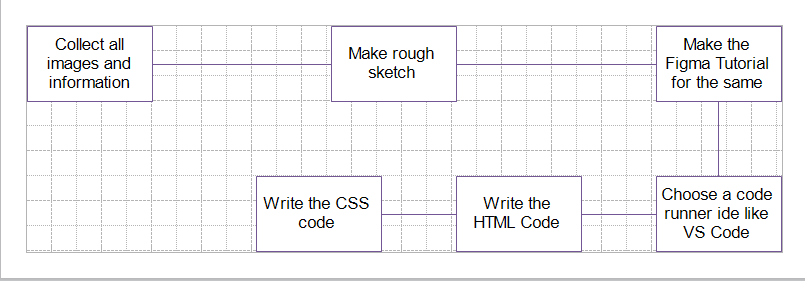 Collect all
images and
information
Make rough
sketch
Make the
Figma Tutorial
for the same
Choose a code
runner ide like
VS Code
Write the
HTML Code
Write the CSS
code